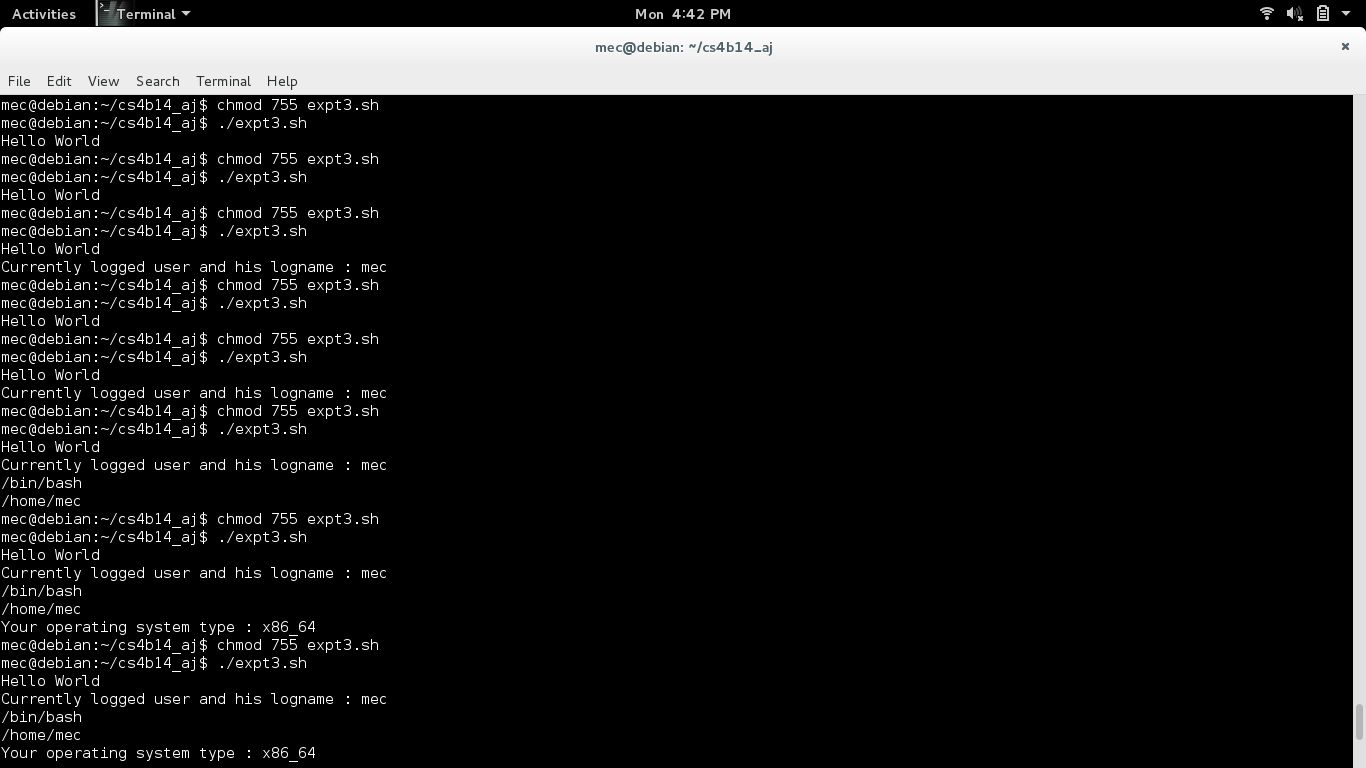 Activities Terminal Mon 4:42 PM
mec@debian: ~/cs4b14_aj
File Edit View Search Terminal Help
mec@debian:~/cs4b14_aj$ chmod 755 expt3.sh
mec@debian:~/cs4b14_aj$ ./expt3.sh
Hello World
mec@debian:~/cs4b14_aj$ chmod 755 expt3.sh
mec@debian:~/cs4b14_aj$ ./expt3.sh
Hello World
mec@debian:~/cs4b14_aj$ chmod 755 expt3.sh
mec@debian:~/cs4b14_aj$ ./expt3.sh
Hello World
Currently logged user and his logname : mec
mec@debian:~/cs4b14_aj$ chmod 755 expt3.sh
mec@debian:~/cs4b14_aj$ ./expt3.sh
Hello World
mec@debian:~/cs4b14_aj$ chmod 755 expt3.sh
mec@debian:~/cs4b14_aj$ ./expt3.sh
Hello World
Currently logged user and his logname : mec
mec@debian:~/cs4b14_aj$ chmod 755 expt3.sh
mec@debian:~/cs4b14_aj$ ./expt3.sh
Hello World
Currently logged user and his logname : mec
/bin/bash
/home/mec
mec@debian:~/cs4b14_aj$ chmod 755 expt3.sh
mec@debian:~/cs4b14_aj$ ./expt3.sh
Hello World
Currently logged user and his logname : mec
/bin/bash
/home/mec
Your operating system type : x86_64
mec@debian:~/cs4b14_aj$ chmod 755 expt3.sh
mec@debian:~/cs4b14_aj$ ./expt3.sh
Hello World
Currently logged user and his logname : mec
/bin/bash
/home/mec
Your operating system type : x86_64